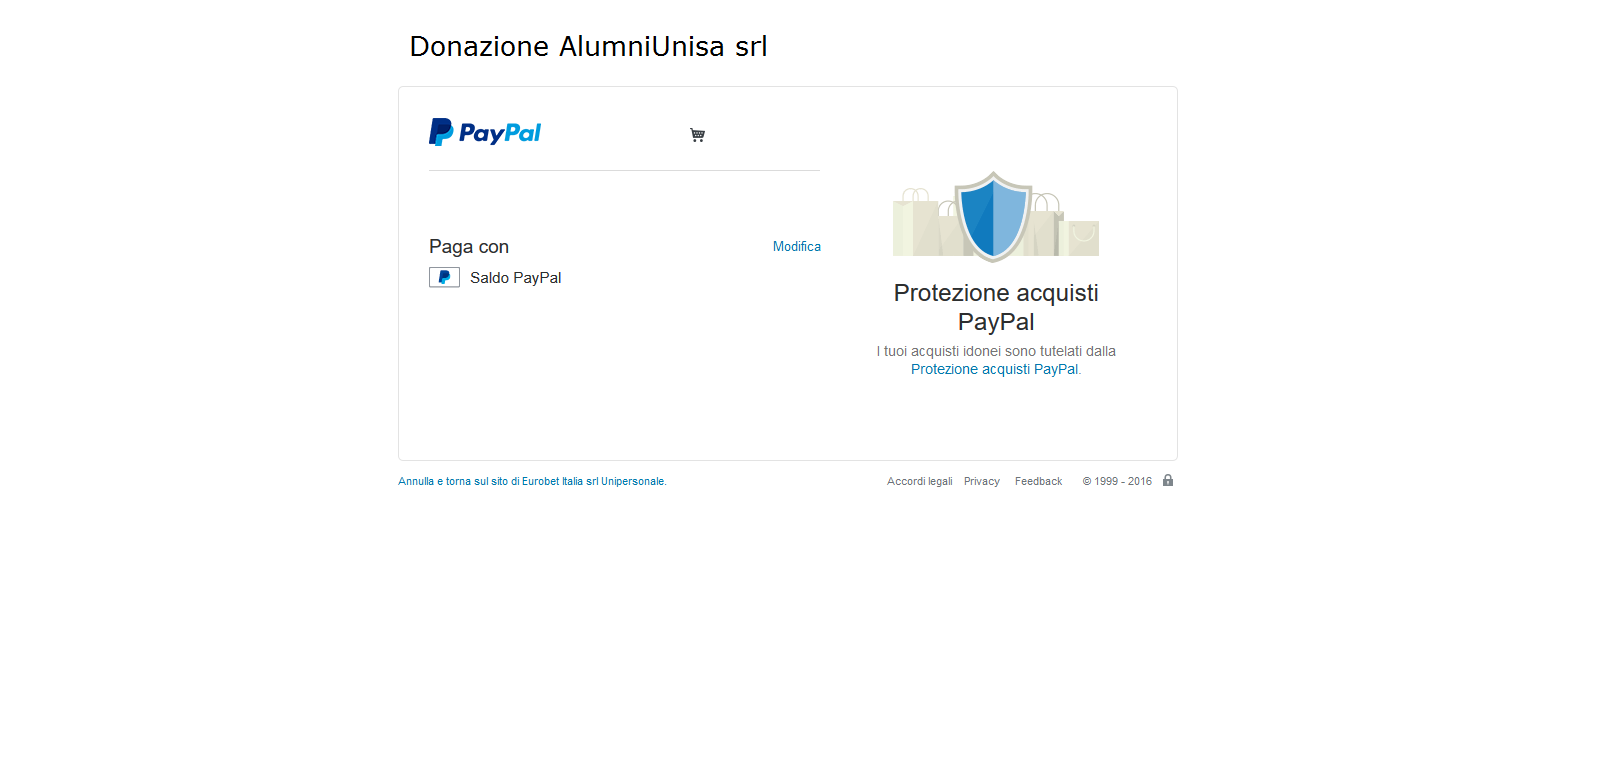 Donazione AlumniUnisa srl
PayPal
Paga con
Modifica
Saldo PayPal
Protezione acquisti
PayPal
I tuoi acquisti idonei sono tutelati dalla
Protezione acquisti PayPal.
Annulla e torna sul sito di Eurobet Italia srl Unipersonale.
Accordi legali Privacy Feedback © 1999 - 2016